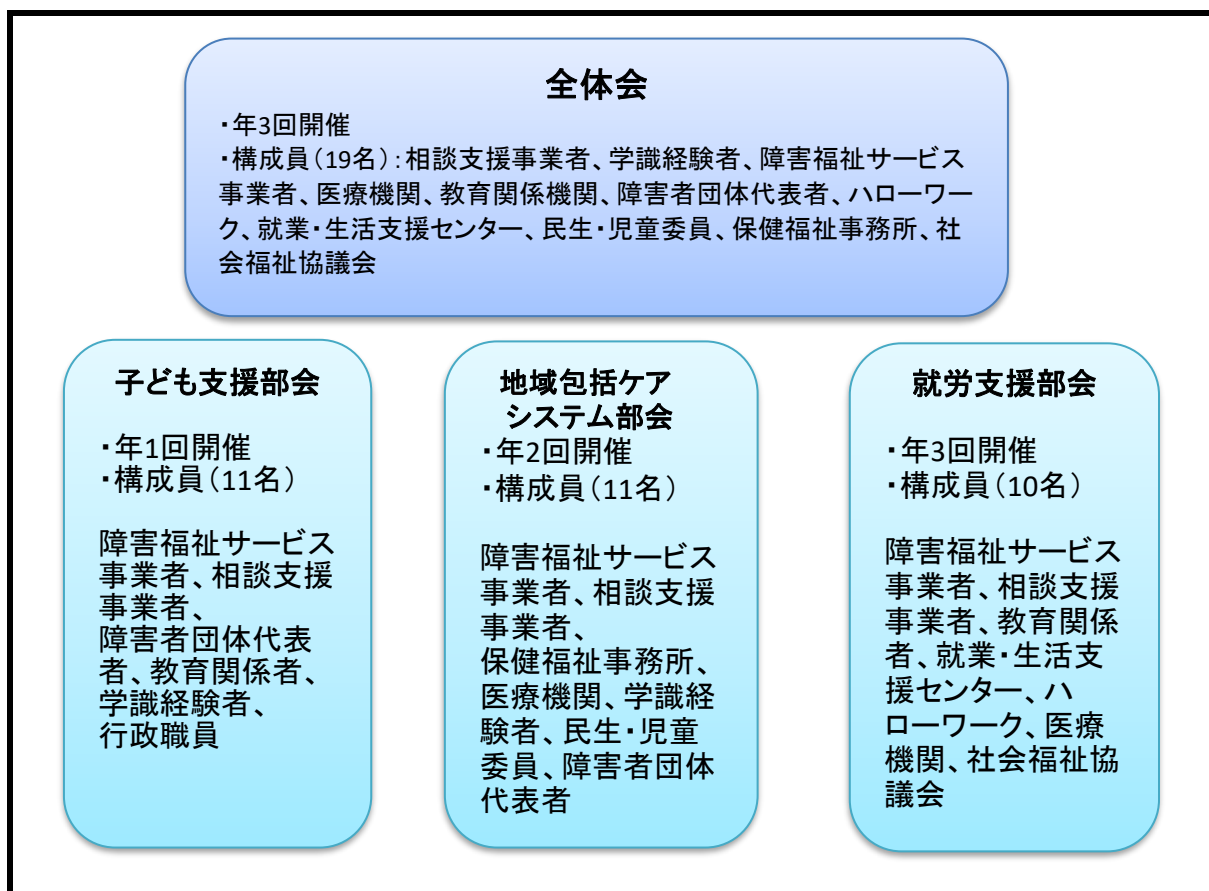 全体会
・年3回開催
・構成員（19名）：相談支援事業者、学識経験者、障害福祉サービス
事業者、医療機関、教育関係機関、障害者団体代表者、ハローワー
ク、就業・生活支援センター、民生・児童委員、保健福祉事務所、社
会福祉協議会
子ども支援部会
・年1回開催
・構成員（11名）
障害福祉サービス
事業者、相談支援
事業者、
障害者団体代表
者、教育関係者、
学識経験者、
行政職員
地域包括ケア
システム部会
・年2回開催
・構成員（11名）
障害福祉サービス
事業者、相談支援
事業者、
保健福祉事務所、
医療機関、学識経
験者、民生・児童
委員、障害者団体
代表者
就労支援部会
・年3回開催
・構成員（10名）
障害福祉サービス
事業者、相談支援
事業者、教育関係
者、就業・生活支
援センター、ハ
ローワーク、医療
機関、社会福祉協
議会